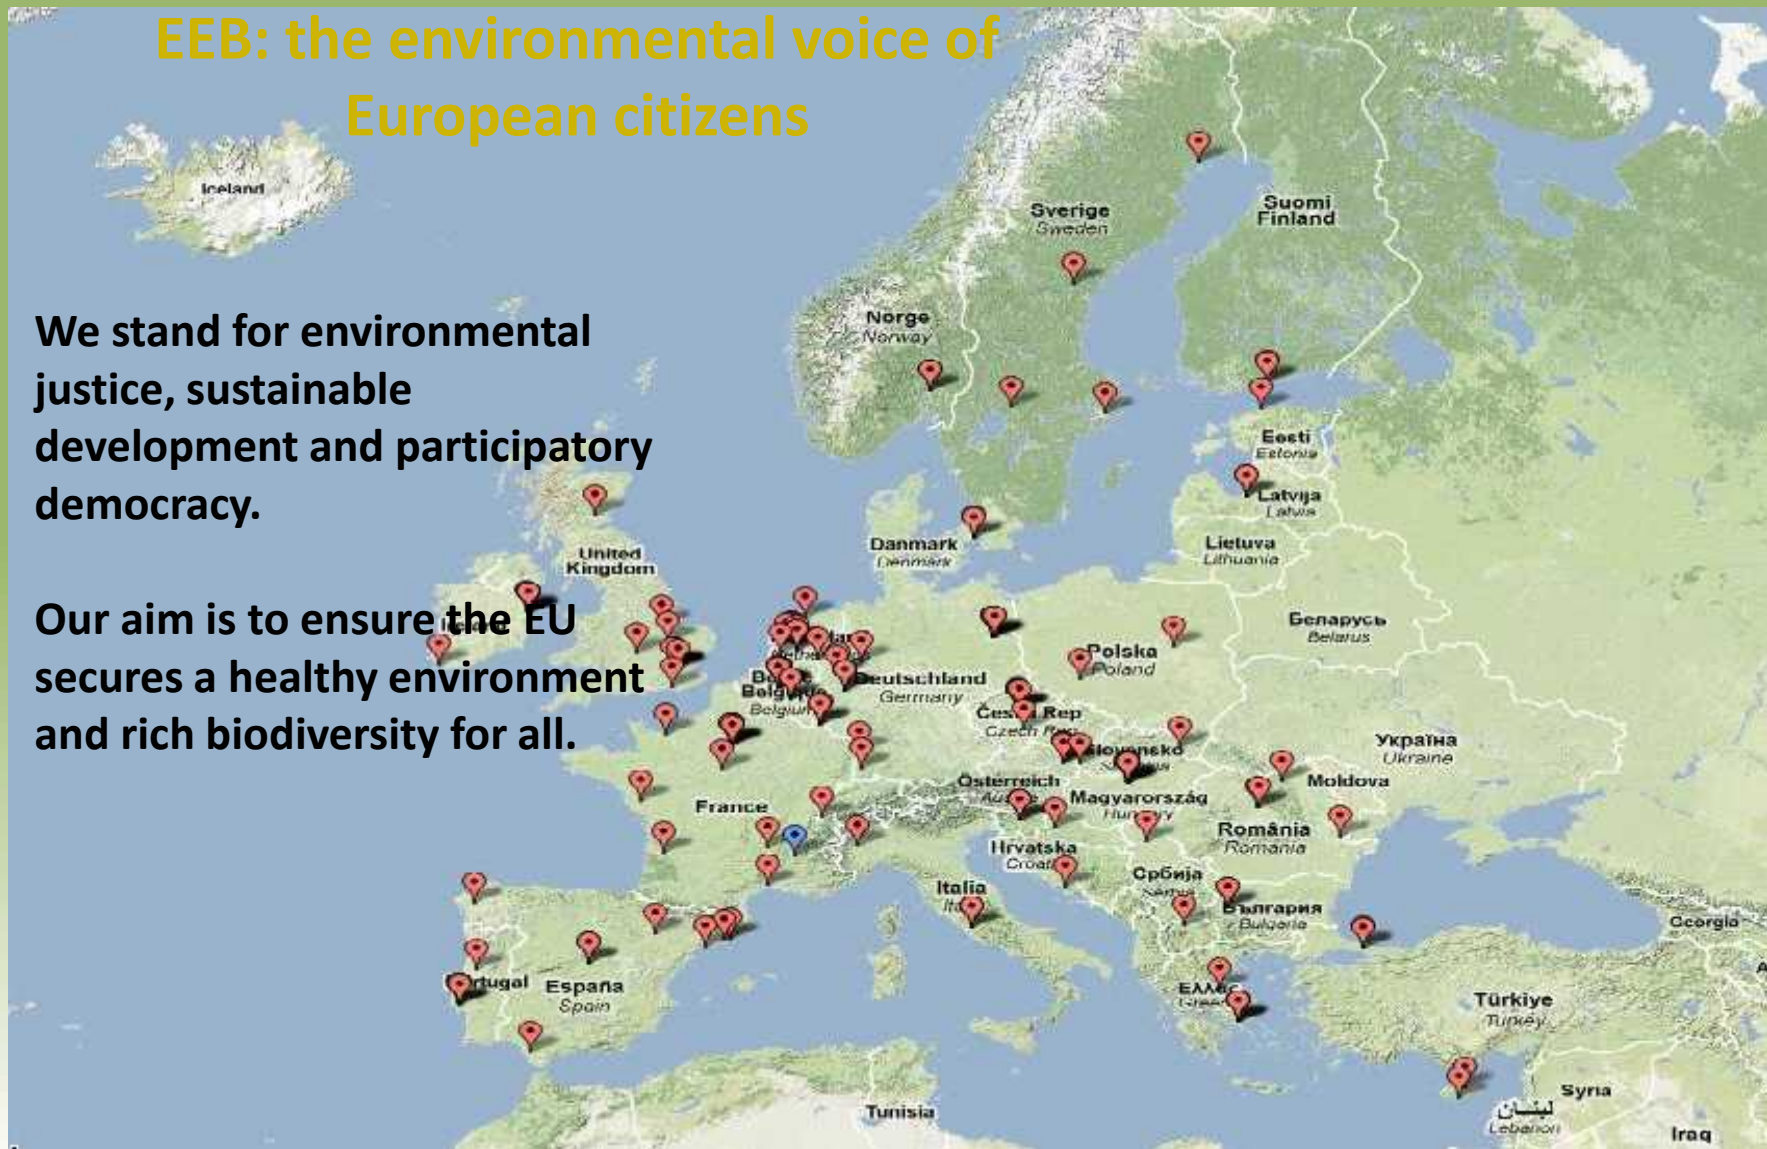 EEB: the environmental voice of
European citizens
Iceland
We stand for environmental
justice, sustainable
development and participatory
democracy.
Our aim is to ensure the EU
secures a healthy environment
and rich biodiversity for all.
Sverige
Sweden
Suomi
Finland
Norge
Norway
Eesti
Estonia
Latvija
Latvia
Danmark
Denmark
Lietuva
Lithuania
United
Kingdom
Беларусь
Belarus
Polska
Poland
Deutschland
Germany
Belgium
Rep
Україна
Ukraine
Moldova
Österreich
Magyarország
France
România
Romania
Hrvatska
Србија
Italia
България
Bulgaria
Georgia
España
Spain
Türkiye
Turkey
Syria
Tunisia
لبنان
Lebanon
Iraq